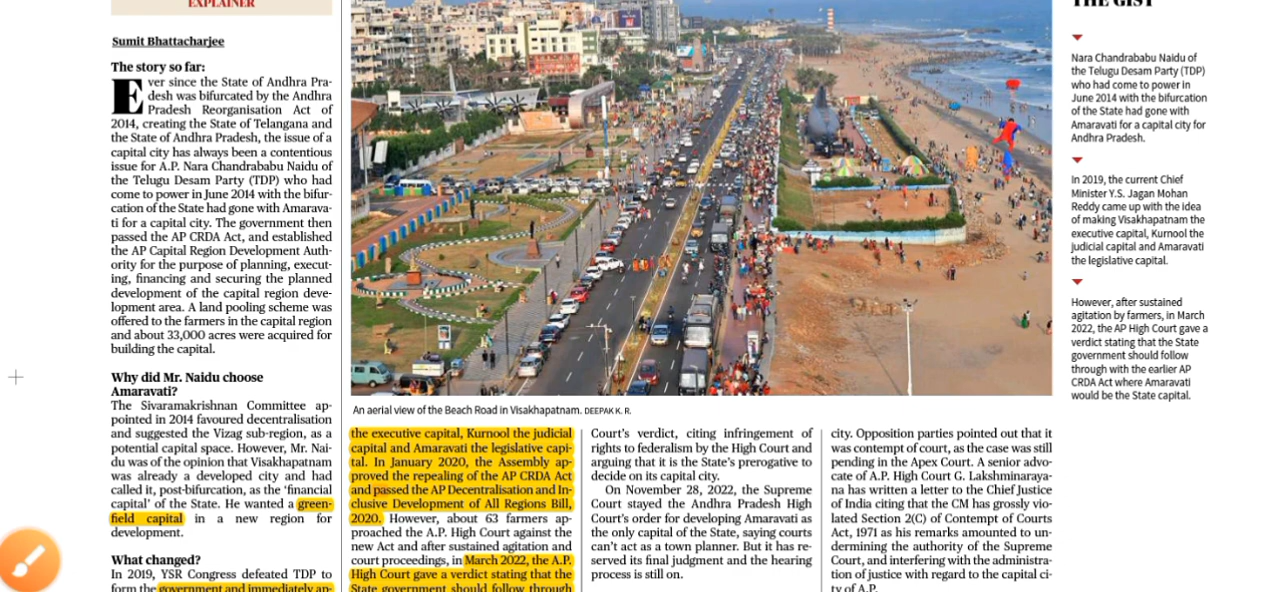 EXPLAINER
Sumit Bhattacharjee
The story so far:
Ever since the State of Andhra Pra-
desh was bifurcated by the Andhra
Pradesh Reorganisation Act of
2014, creating the State of Telangana and
the State of Andhra Pradesh, the issue of a
capital city has always been a contentious
issue for A.P. Nara Chandrababu Naidu of
the Telugu Desam Party (TDP) who had
come to power in June 2014 with the bifur-
cation of the State had gone with Amarava-
ti for a capital city. The government then
passed the AP CRDA Act, and established
the AP Capital Region Development Auth-
ority for the purpose of planning, execut-
ing, financing and securing the planned
development of the capital region deve-
lopment area. A land pooling scheme was
offered to the farmers in the capital region
and about 33,000 acres were acquired for
building the capital.
Why did Mr. Naidu choose
Amaravati?
The Sivaramakrishnan Committee ap-
pointed in 2014 favoured decentralisation
and suggested the Vizag sub-region, as a
potential capital space. However, Mr. Nai-
du was of the opinion that Visakhapatnam
was already a developed city and had
called it, post-bifurcation, as the ‘financial
capital’ of the State. He wanted a green-
field capital in a new region for
development.
What changed?
In 2019, YSR Congress defeated TDP to
form the government and immediately an-
An aerial view of the Beach Road in Visakhapatnam. DEEPAK K. R.
the executive capital, Kurnool the judicial
capital and Amaravati the legislative capi-
tal. In January 2020, the Assembly ap-
proved the repealing of the AP CRDA Act
and passed the AP Decentralisation and In-
clusive Development of All Regions Bill,
2020. However, about 63 farmers ap-
proached the A.P. High Court against the
new Act and after sustained agitation and
court proceedings, in March 2022, the A.P.
High Court gave a verdict stating that the
State government should follow through
Court’s verdict, citing infringement of
rights to federalism by the High Court and
arguing that it is the State’s prerogative to
decide on its capital city.
On November 28, 2022, the Supreme
Court stayed the Andhra Pradesh High
Court’s order for developing Amaravati as
the only capital of the State, saying courts
can’t act as a town planner. But it has re-
served its final judgment and the hearing
process is still on.
city. Opposition parties pointed out that it
was contempt of court, as the case was still
pending in the Apex Court. A senior advo-
cate of A.P. High Court G. Lakshminaraya-
na has written a letter to the Chief Justice
of India citing that the CM has grossly vio-
lated Section 2(C) of Contempt of Courts
Act, 1971 as his remarks amounted to un-
dermining the authority of the Supreme
Court, and interfering with the administra-
tion of justice with regard to the capital ci-
ty of A.P.
THE GIST
Nara Chandrababu Naidu of
the Telugu Desam Party (TDP)
who had come to power in
June 2014 with the bifurcation
of the State had gone with
Amaravati for a capital city for
Andhra Pradesh.
In 2019, the current Chief
Minister Y.S. Jagan Mohan
Reddy came up with the idea
of making Visakhapatnam the
executive capital, Kurnool the
judicial capital and Amaravati
the legislative capital.
However, after sustained
agitation by farmers, in March
2022, the AP High Court gave a
verdict stating that the State
government should follow
through with the earlier AP
CRDA Act where Amaravati
would be the State capital.